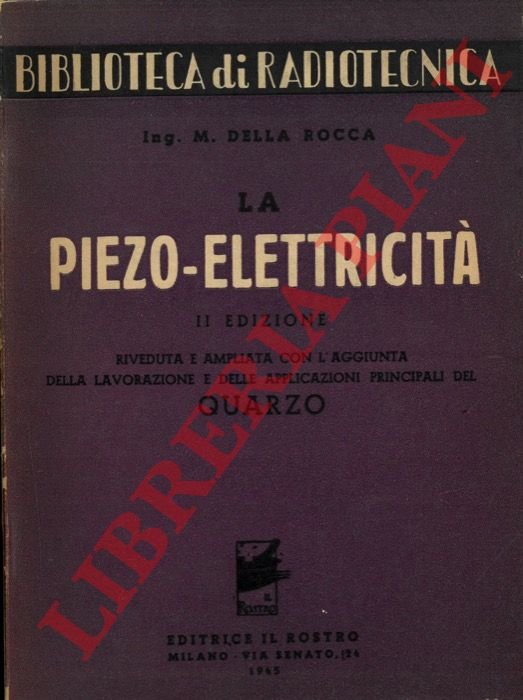 BIBLIOTECA di RADIOTECNICA
Ing. M. DELLA ROCCA
LA
PIEZO-ELETTRICITÀ
II EDIZIONE
RIVEDUTA E AMPLIATA CON L'AGGIUNTA
DELLA LAVORAZIONE E DELLE APPLICAZIONI PRINCIPALI DEL
QUARZO
LIBRERIA PIANI
IL
Rostro
EDITRICE IL ROSTRO
MILANO - VIA SENATO, 24
1945